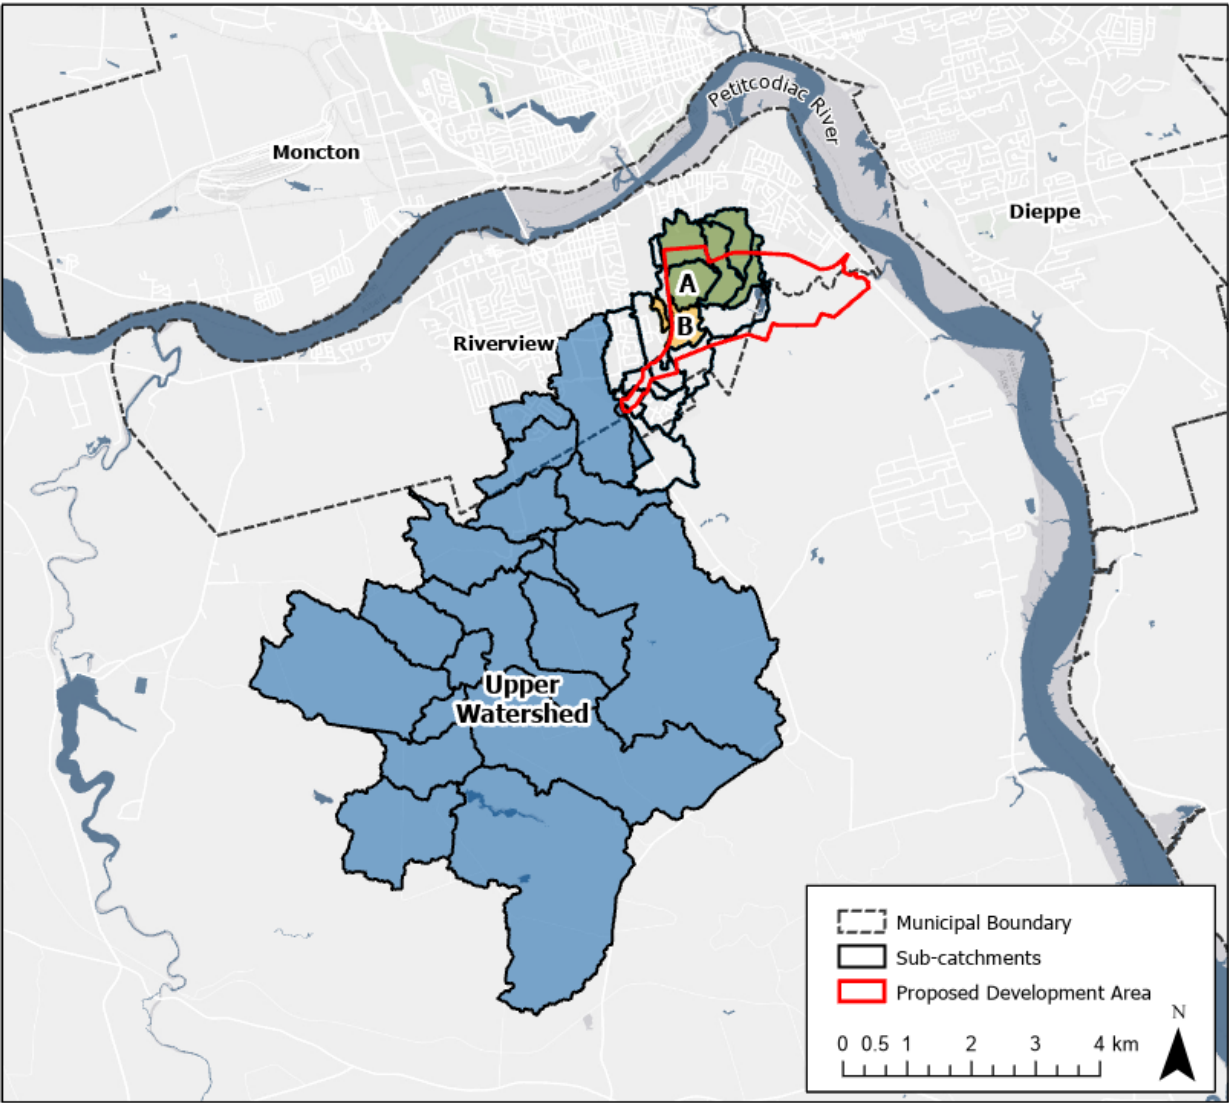 Petitcodiac River
Moncton
Dieppe
A
B
Riverview
Upper
Watershed
Municipal Boundary
Sub-catchments
Proposed Development Area
N
0 0.5 1 2 3 4 km